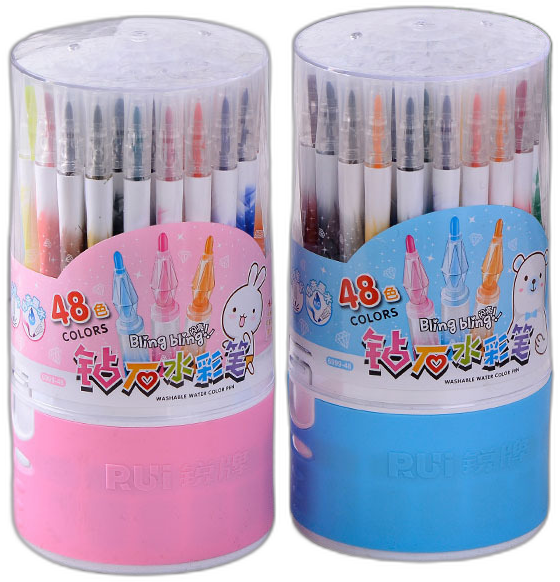 48色
COLORS
Bling bling!
钻石水彩笔
WASHABLE WATER COLOR PEN
RUi
48色
COLORS
Bling bling!
钻石水彩笔
WASHABLE WATER COLOR PEN
RUi